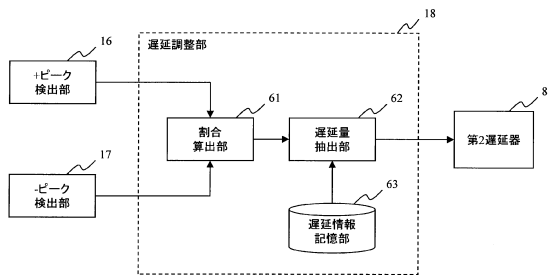 16
18
+ピーク
検出部
遅延調整部
61
62
8
割合
算出部
遅延量
抽出部
第2遅延器
17
-ピーク
検出部
63
遅延情報
記憶部